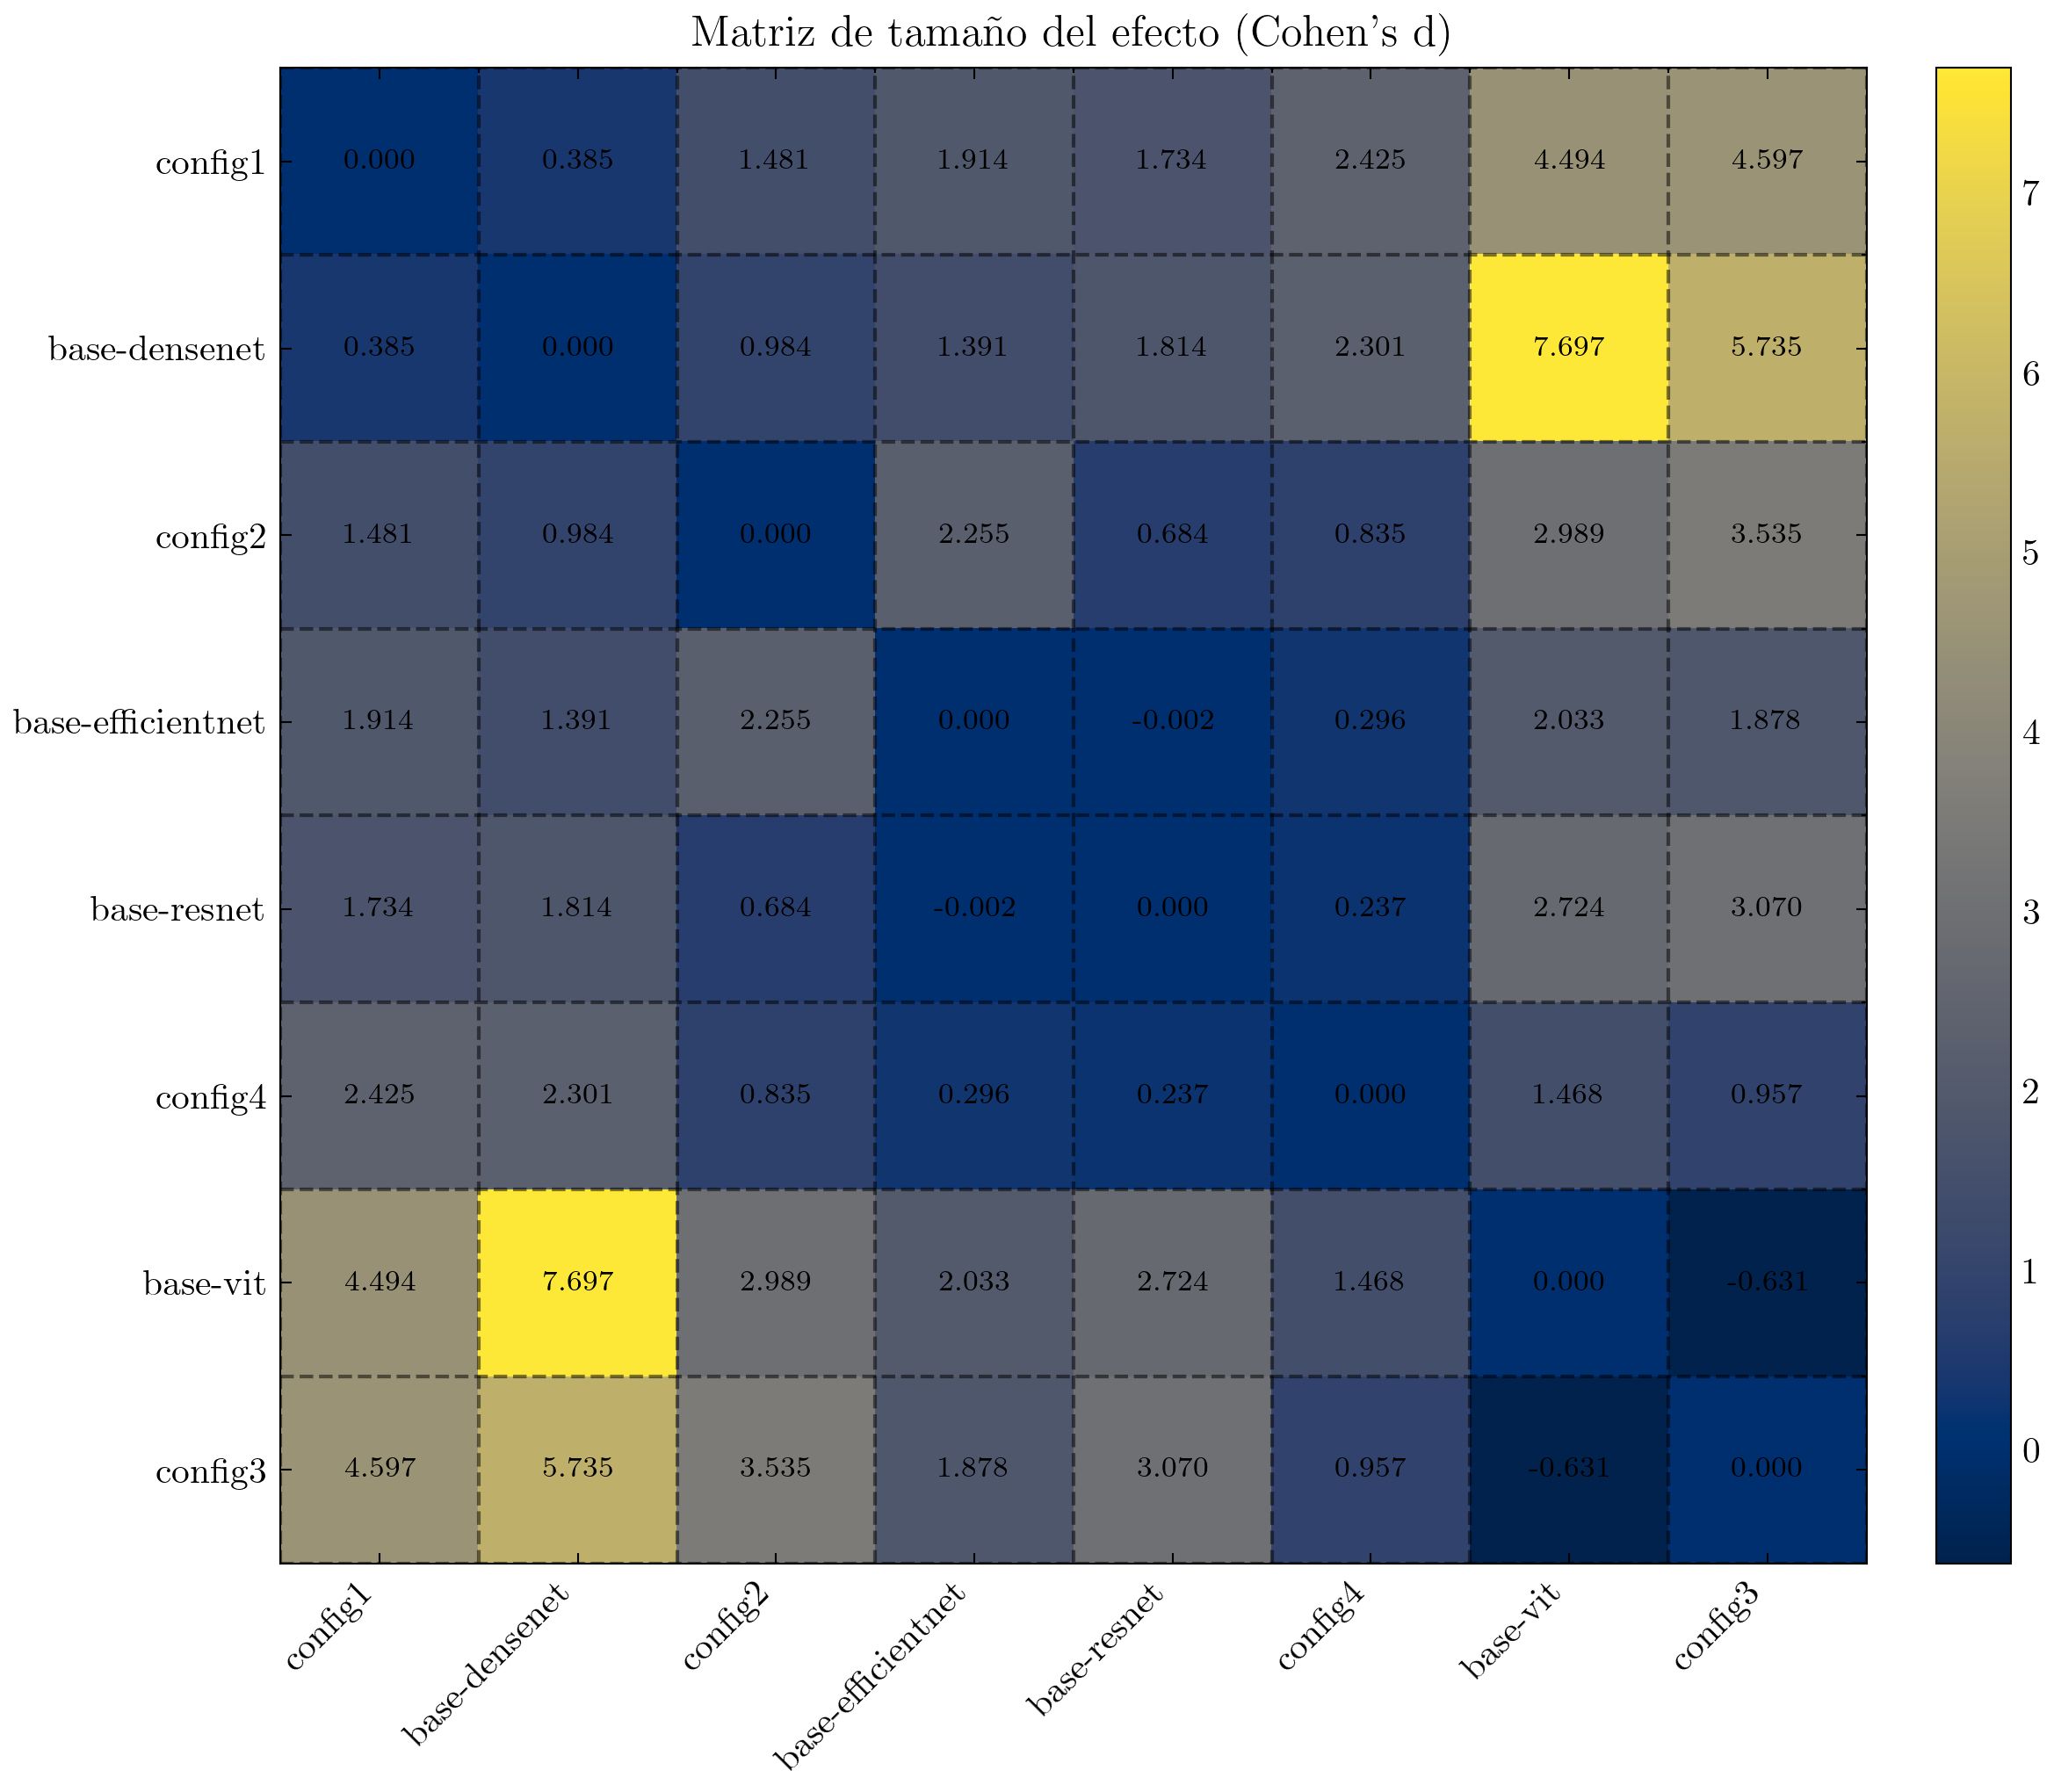 Matriz de tamaño del efecto (Cohen's d)
config1 0.000 0.385 1.481 1.914 1.734 2.425 4.494 4.597
base-densenet 0.385 0.000 0.984 1.391 1.814 2.301 7.697 5.735
config2 1.481 0.984 0.000 2.255 0.684 0.835 2.989 3.535
base-efficientnet 1.914 1.391 2.255 0.000 -0.002 0.296 2.033 1.878
base-resnet 1.734 1.814 0.684 -0.002 0.000 0.237 2.724 3.070
config4 2.425 2.301 0.835 0.296 0.237 0.000 1.468 0.957
base-vit 4.494 7.697 2.989 2.033 2.724 1.468 0.000 -0.631
config3 4.597 5.735 3.535 1.878 3.070 0.957 -0.631 0.000
config1
base-densenet
config2
base-efficientnet
base-resnet
config4
base-vit
config3
7
6
5
4
3
2
1
0